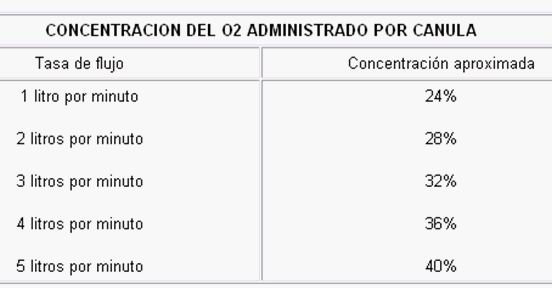 CONCENTRACION DEL O2 ADMINISTRADO POR CANULA
Tasa de flujo Concentración aproximada
1 litro por minuto 24%
2 litros por minuto 28%
3 litros por minuto 32%
4 litros por minuto 36%
5 litros por minuto 40%